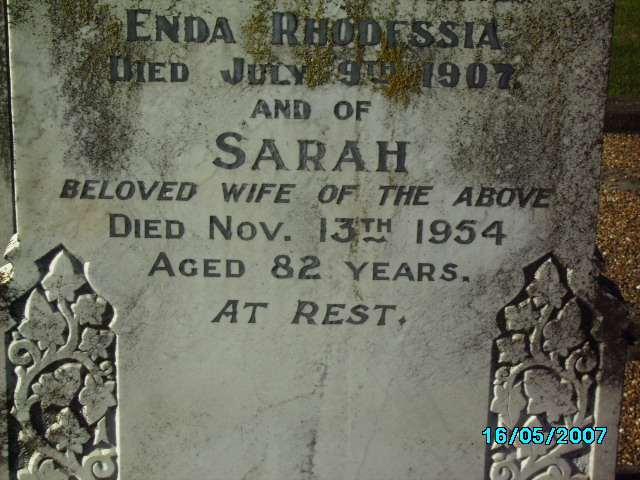 ENDA RHODESSIA
DIED JULY 9TH 1907
AND OF
SARAH
BELOVED WIFE OF THE ABOVE
DIED NOV. 13TH 1954
AGED 82 YEARS.
AT REST.
16/05/2007